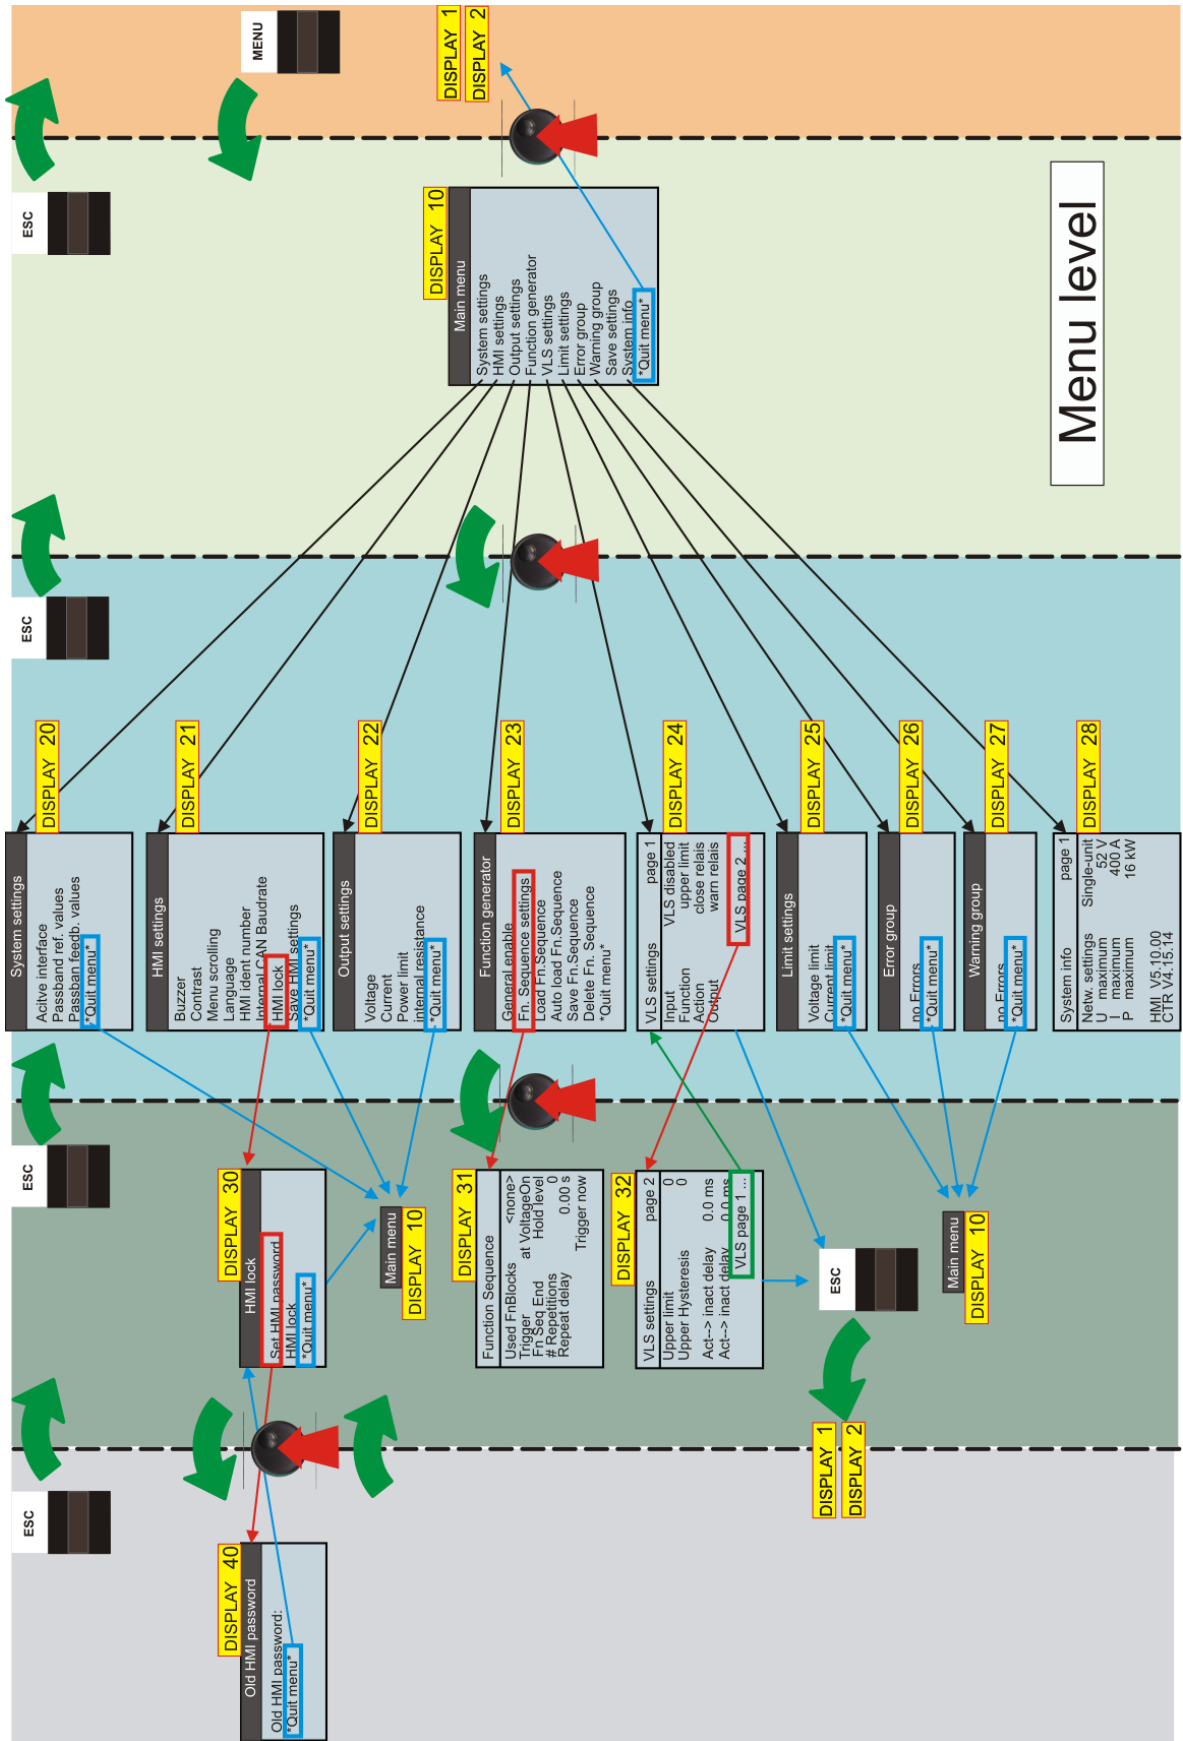 MENU
DISPLAY 1
DISPLAY 2
ESC
DISPLAY 10
Main menu
System settings
HMI settings
Output settings
Function generator
VLS settings
Limit settings
Error group
Warning group
Save settings
System info
*Quit menu*
Menu level
ESC
DISPLAY 20
System settings
Acitve interface
Passband ref. values
Passban feedb. values
*Quit menu*
DISPLAY 21
HMI settings
Buzzer
Contrast
Menu scrolling
Language
HMI ident number
Internal CAN Baudrate
HMI lock
Save HMI settings
*Quit menu*
DISPLAY 22
Output settings
Voltage
Current
Power limit
internal resistance
*Quit menu*
DISPLAY 23
Function generator
General enable
Fn. Sequence settings
Load Fn.Sequence
Auto load Fn.Sequence
Save Fn.Sequence
Delete Fn. Sequence
*Quit menu*
DISPLAY 24
VLS settings page 1
Input VLS disabled
Function upper limit
Action close relais
Output warn relais
VLS page 2 ...
DISPLAY 25
Limit settings
Voltage limit
Current limit
*Quit menu*
DISPLAY 26
Error group
no Errors
*Quit menu*
DISPLAY 27
Warning group
no Errors
*Quit menu*
DISPLAY 28
System info page 1
Netw. settings Single-unit
U maximum 52 V
I maximum 400 A
P maximum 16 kW
HMI V5.10.00
CTR V4.15.14
ESC
DISPLAY 30
HMI lock
Set HMI password
HMI lock
*Quit menu*
Main menu
DISPLAY 10
DISPLAY 31
Function Sequence
Used FnBlocks <none>
Trigger at VoltageOn
Fn Seq End Hold level
# Repetitions 0
Repeat delay 0.00 s
Trigger now
DISPLAY 32
VLS settings page 2
Upper limit 0
Upper Hysteresis 0
Act--> inact delay 0.0 ms
Act--> inact delay 0.0 ms
VLS page 1 ...
ESC
DISPLAY 1
DISPLAY 2
Main menu
DISPLAY 10
ESC
DISPLAY 40
Old HMI password
Old HMI password:
*Quit menu*